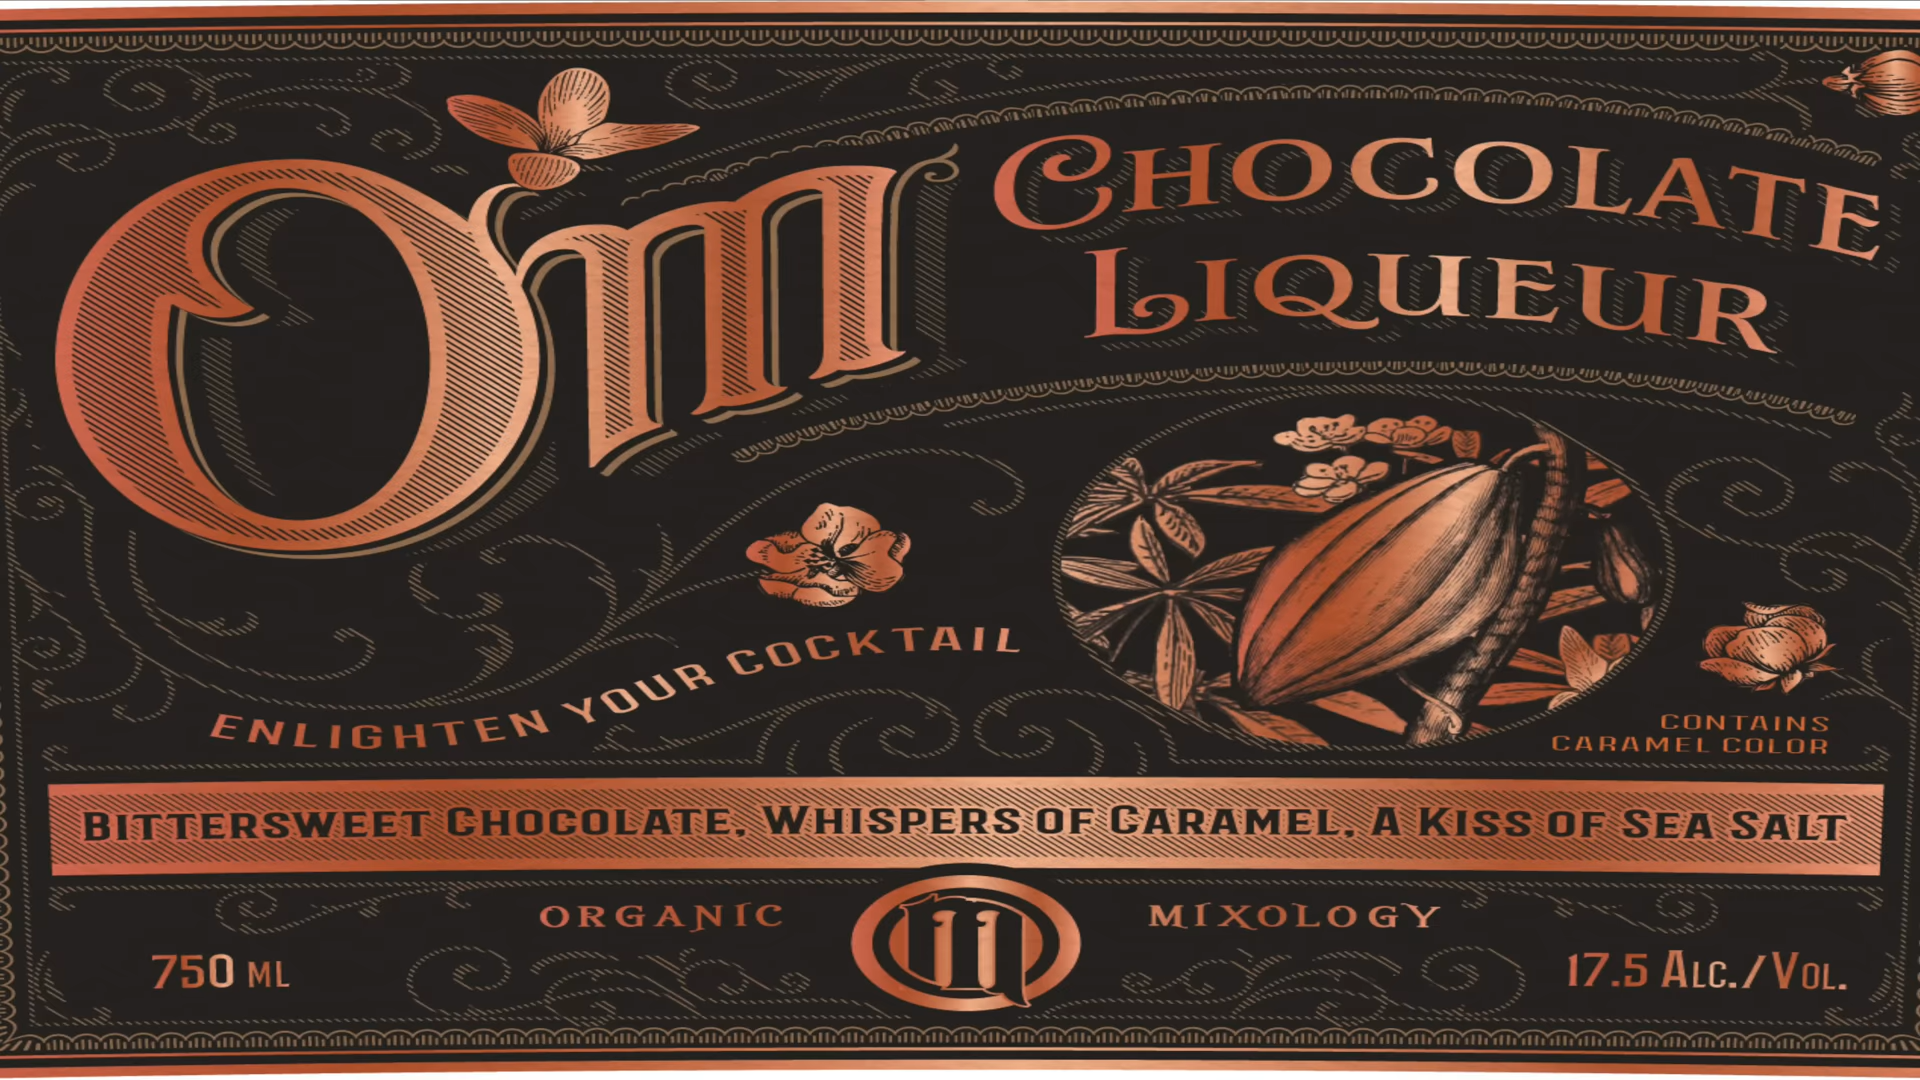 Om
CHOCOLATE
LIQUEUR
ENLIGHTEN YOUR COCKTAIL
CONTAINS
CARAMEL COLOR
BITTERSWEET CHOCOLATE, WHISPERS OF CARAMEL, A KISS OF SEA SALT
ORGANIC MIXOLOGY
750 ML
17.5 ALC./VOL.